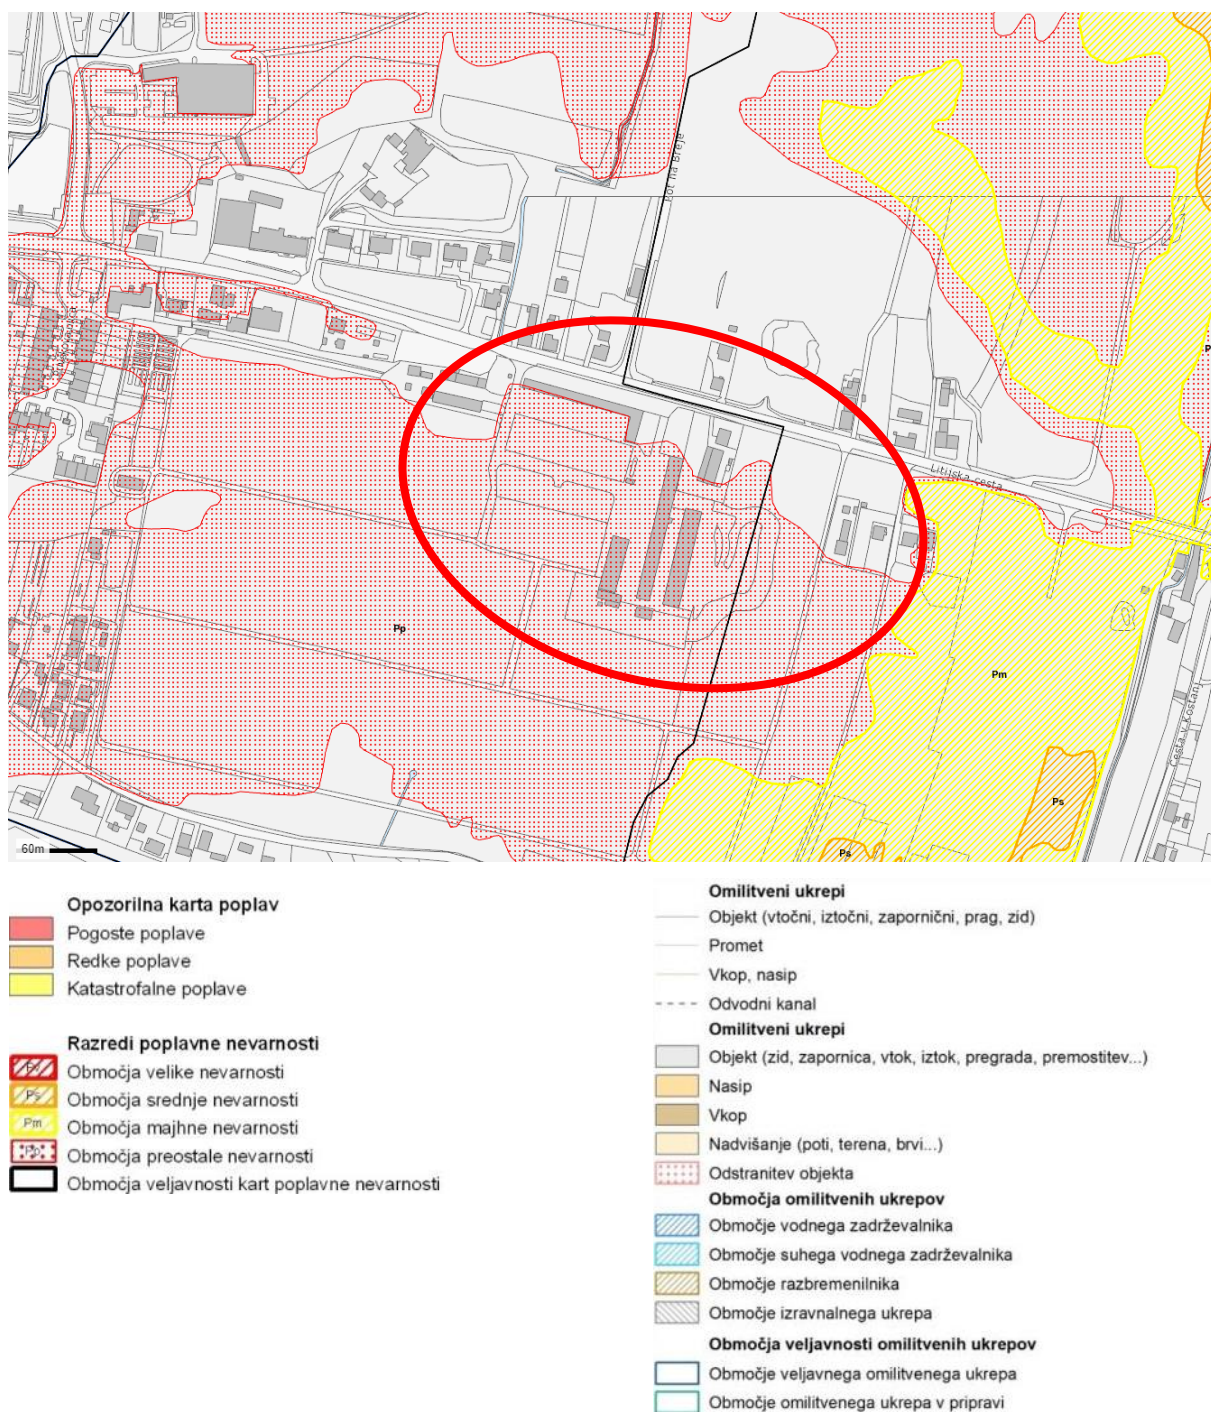 Pot na Breje
Litijska cesta
Pp
Pm
P
Cesta v Kostanj
Ps
Ps
60m
Opozorilna karta poplav
Pogoste poplave
Redke poplave
Katastrofalne poplave
Razredi poplavne nevarnosti
Območja velike nevarnosti
Ps
Območja srednje nevarnosti
Pm
Območja majhne nevarnosti
Pp
Območja preostale nevarnosti
Območja veljavnosti kart poplavne nevarnosti
Omilitveni ukrepi
Objekt (vtočni, iztočni, zapornični, prag, zid)
Promet
Vkop, nasip
Odvodni kanal
Omilitveni ukrepi
Objekt (zid, zapornica, vtok, iztok, pregrada, premostitev...)
Nasip
Vkop
Nadvišanje (poti, terena, brvi...)
Odstranitev objekta
Območja omilitvenih ukrepov
Območje vodnega zadrževalnika
Območje suhega vodnega zadrževalnika
Območje razbremenilnika
Območje izravnalnega ukrepa
Območja veljavnosti omilitvenih ukrepov
Območje veljavnega omilitvenega ukrepa
Območje omilitvenega ukrepa v pripravi